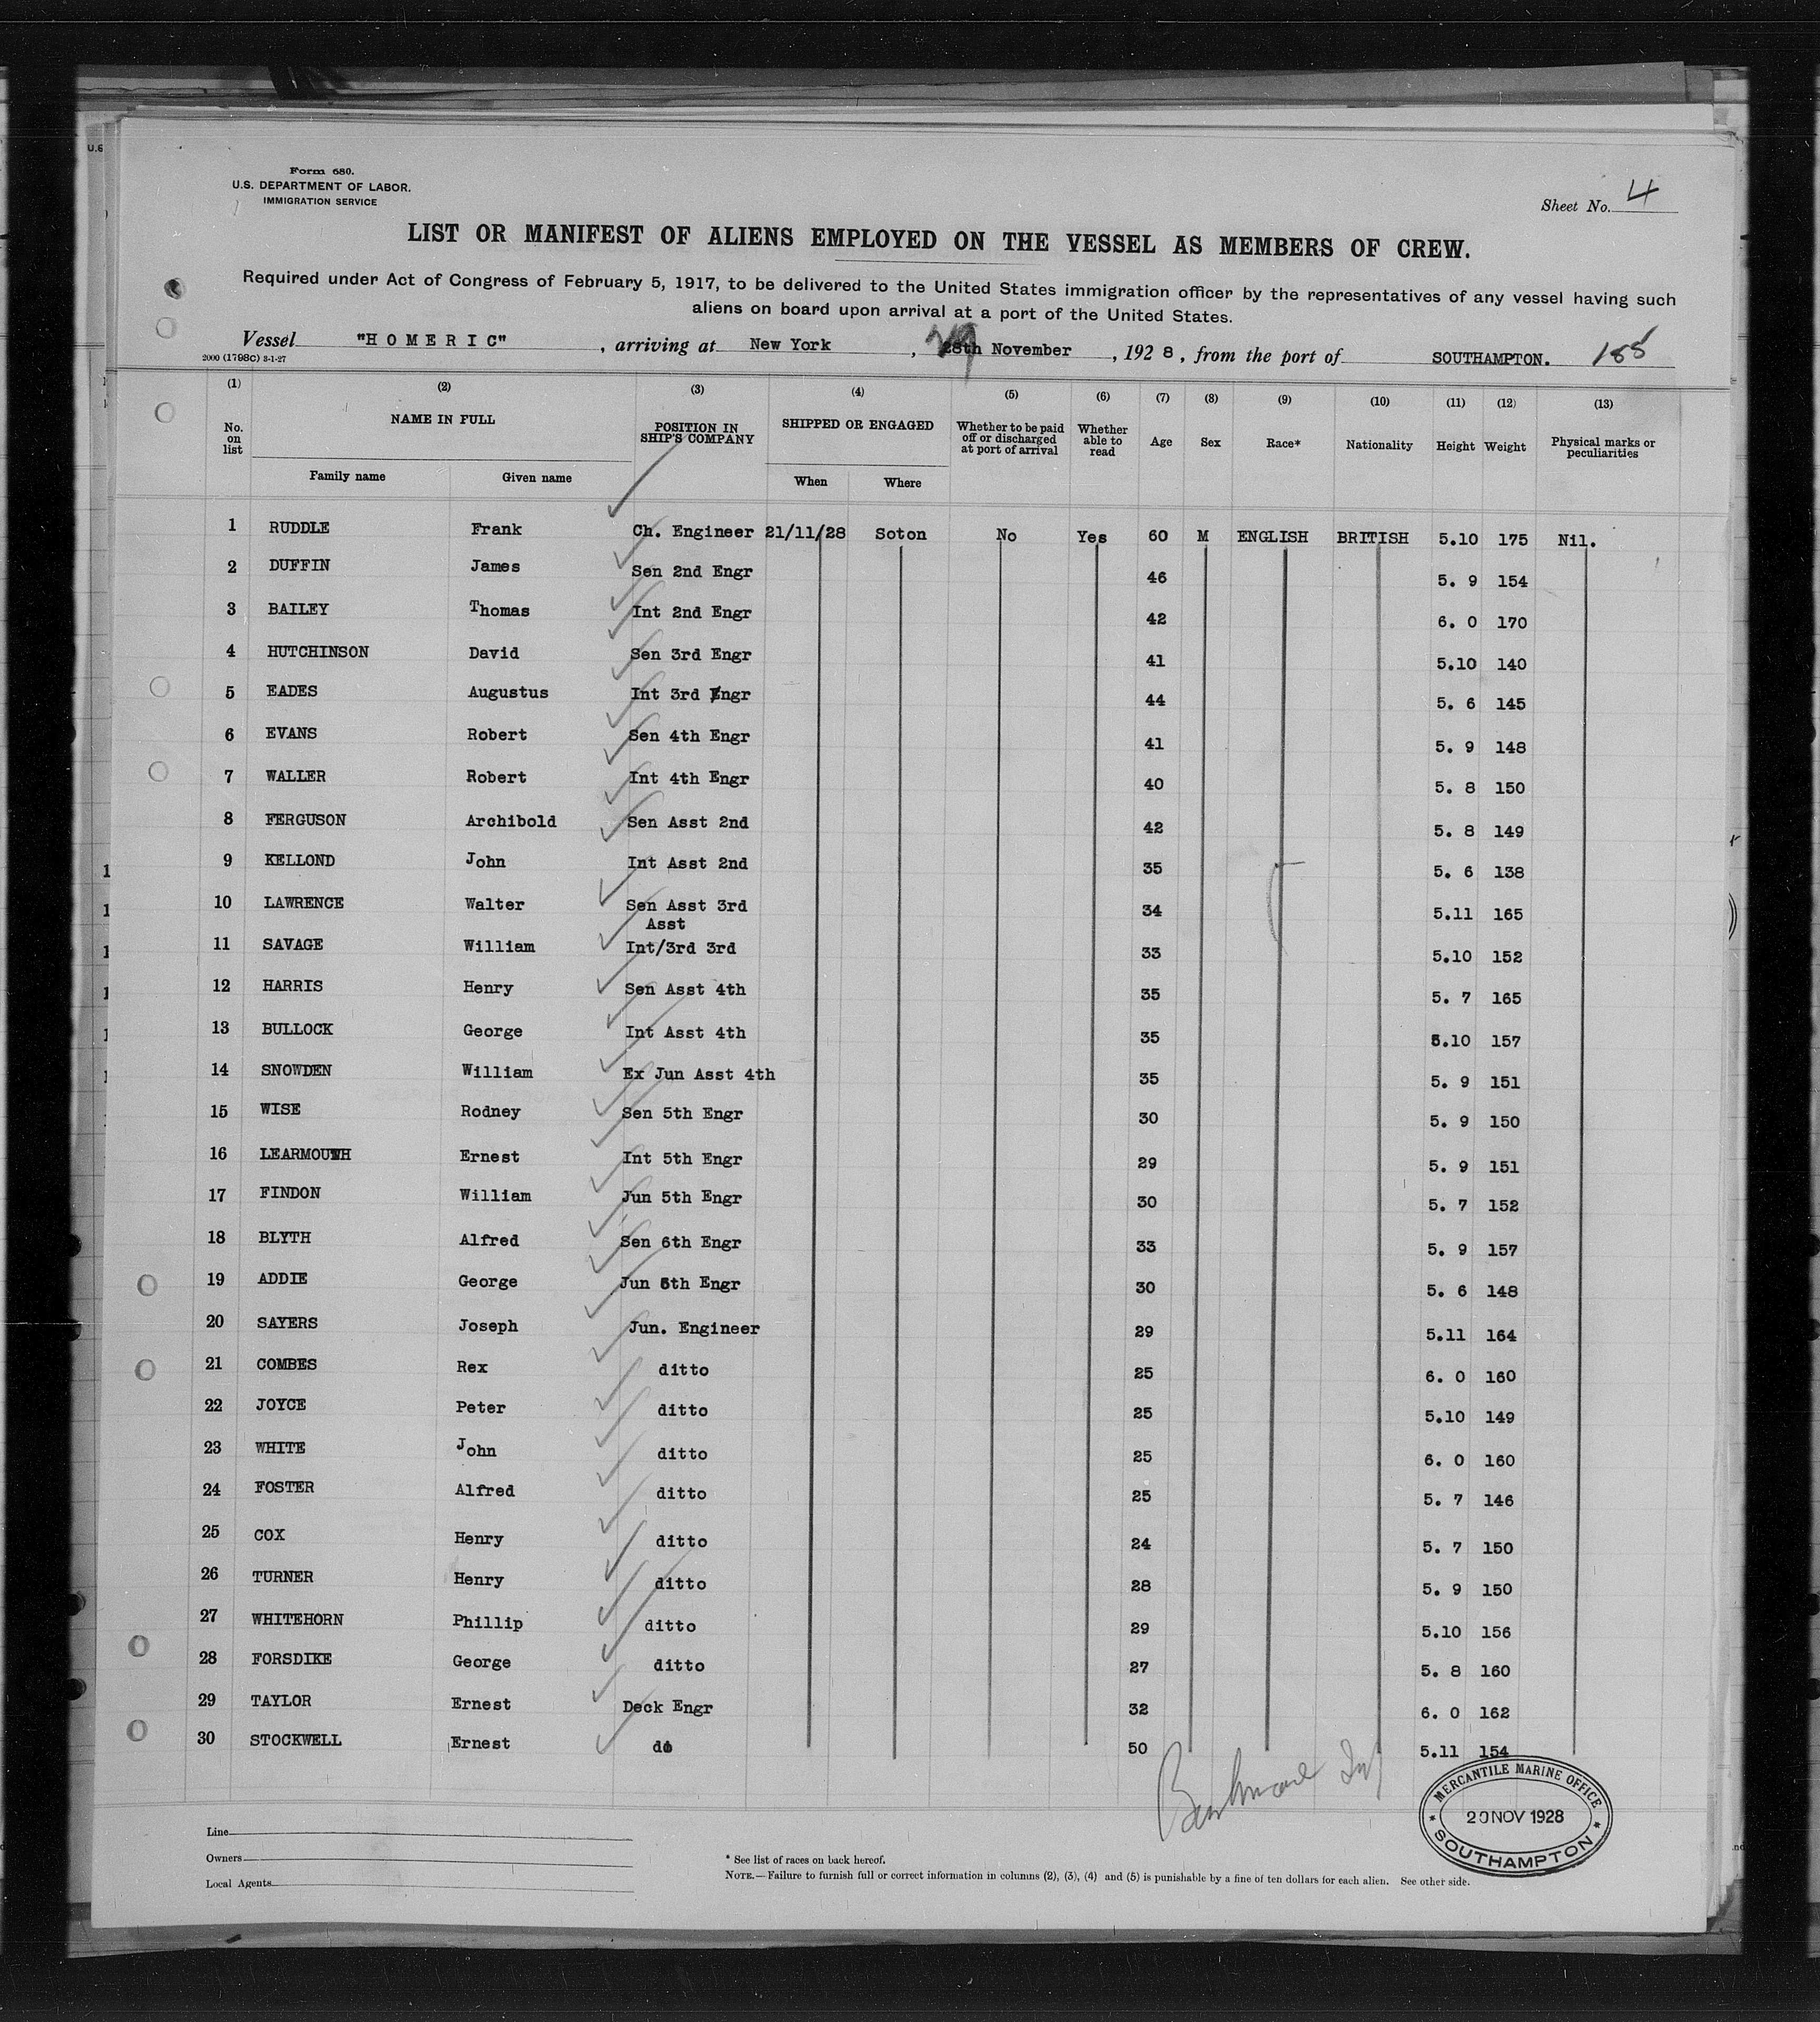 Form 680.
U.S. DEPARTMENT OF LABOR.
IMMIGRATION SERVICE
Sheet No. 4
LIST OR MANIFEST OF ALIENS EMPLOYED ON THE VESSEL AS MEMBERS OF CREW.
Required under Act of Congress of February 5, 1917, to be delivered to the United States immigration officer by the representatives of any vessel having such
aliens on board upon arrival at a port of the United States.
Vessel "HOMERIC", arriving at New York, 29 28th November, 1928, from the port of SOUTHAMPTON. 155
2000 (1798c) 3-1-27
(1) (2) (3) (4) (5) (6) (7) (8) (9) (10) (11) (12) (13)
No. on list NAME IN FULL POSITION IN SHIP'S COMPANY SHIPPED OR ENGAGED Whether to be paid off or discharged at port of arrival Whether able to read Age Sex Race* Nationality Height Weight Physical marks or peculiarities
Family name Given name When Where
1 RUDDLE Frank Ch. Engineer 21/11/28 Soton No Yes 60 M ENGLISH BRITISH 5.10 175 Nil.
2 DUFFIN James Sen 2nd Engr 46 5. 9 154
3 BAILEY Thomas Int 2nd Engr 42 6. 0 170
4 HUTCHINSON David Sen 3rd Engr 41 5.10 140
5 EADES Augustus Int 3rd Engr 44 5. 6 145
6 EVANS Robert Sen 4th Engr 41 5. 9 148
7 WALLER Robert Int 4th Engr 40 5. 8 150
8 FERGUSON Archibold Sen Asst 2nd 42 5. 8 149
9 KELLOND John Int Asst 2nd 35 5. 6 138
10 LAWRENCE Walter Sen Asst 3rd 34 5.11 165
Asst
11 SAVAGE William Int/3rd 3rd 33 5.10 152
12 HARRIS Henry Sen Asst 4th 35 5. 7 165
13 BULLOCK George Int Asst 4th 35 5.10 157
14 SNOWDEN William Ex Jun Asst 4th 35 5. 9 151
15 WISE Rodney Sen 5th Engr 30 5. 9 150
16 LEARMOUTH Ernest Int 5th Engr 29 5. 9 151
17 FINDON William Jun 5th Engr 30 5. 7 152
18 BLYTH Alfred Sen 6th Engr 33 5. 9 157
19 ADDIE George Jun 6th Engr 30 5. 6 148
20 SAYERS Joseph Jun. Engineer 29 5.11 164
21 COMBES Rex ditto 25 6. 0 160
22 JOYCE Peter ditto 25 5.10 149
23 WHITE John ditto 25 6. 0 160
24 FOSTER Alfred ditto 25 5. 7 146
25 COX Henry ditto 24 5. 7 150
26 TURNER Henry ditto 28 5. 9 150
27 WHITEHORN Phillip ditto 29 5.10 156
28 FORSDIKE George ditto 27 5. 8 160
29 TAYLOR Ernest Deck Engr 32 6. 0 162
30 STOCKWELL Ernest do 50 5.11 154
MERCANTILE MARINE OFFICE
20 NOV 1928
SOUTHAMPTON
Line
Owners
Local Agents
* See list of races on back hereof.
NOTE.—Failure to furnish full or correct information in columns (2), (3), (4) and (5) is punishable by a fine of ten dollars for each alien. See other side.